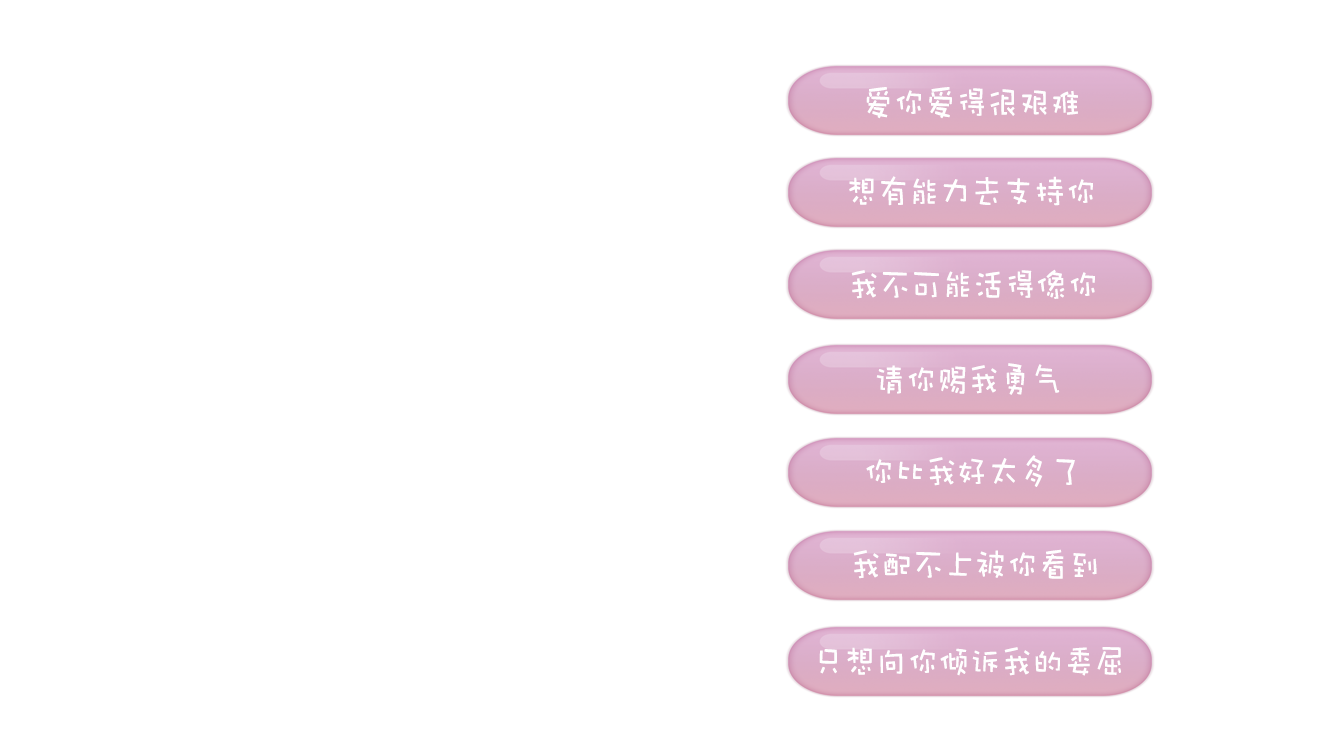 爱你爱得很艰难
想有能力去支持你
我不可能活得像你
请你赐我勇气
你比我好太多了
我配不上被你看到
只想向你倾诉我的委屈